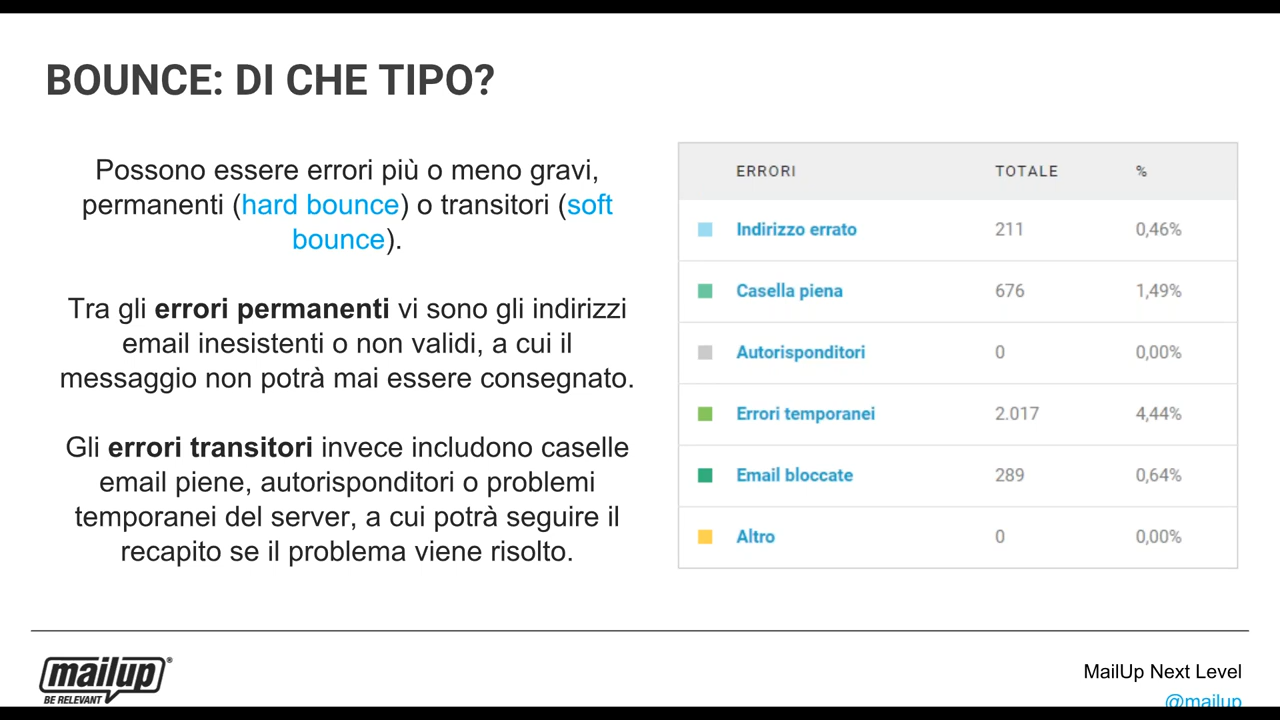 BOUNCE: DI CHE TIPO?
Possono essere errori più o meno gravi,
permanenti (hard bounce) o transitori (soft
bounce).
Tra gli errori permanenti vi sono gli indirizzi
email inesistenti o non validi, a cui il
messaggio non potrà mai essere consegnato.
Gli errori transitori invece includono caselle
email piene, autorisponditori o problemi
temporanei del server, a cui potrà seguire il
recapito se il problema viene risolto.
ERRORI TOTALE %
Indirizzo errato 211 0,46%
Casella piena 676 1,49%
Autorisponditori 0 0,00%
Errori temporanei 2.017 4,44%
Email bloccate 289 0,64%
Altro 0 0,00%
mailup®
BE RELEVANT
MailUp Next Level
@mailup